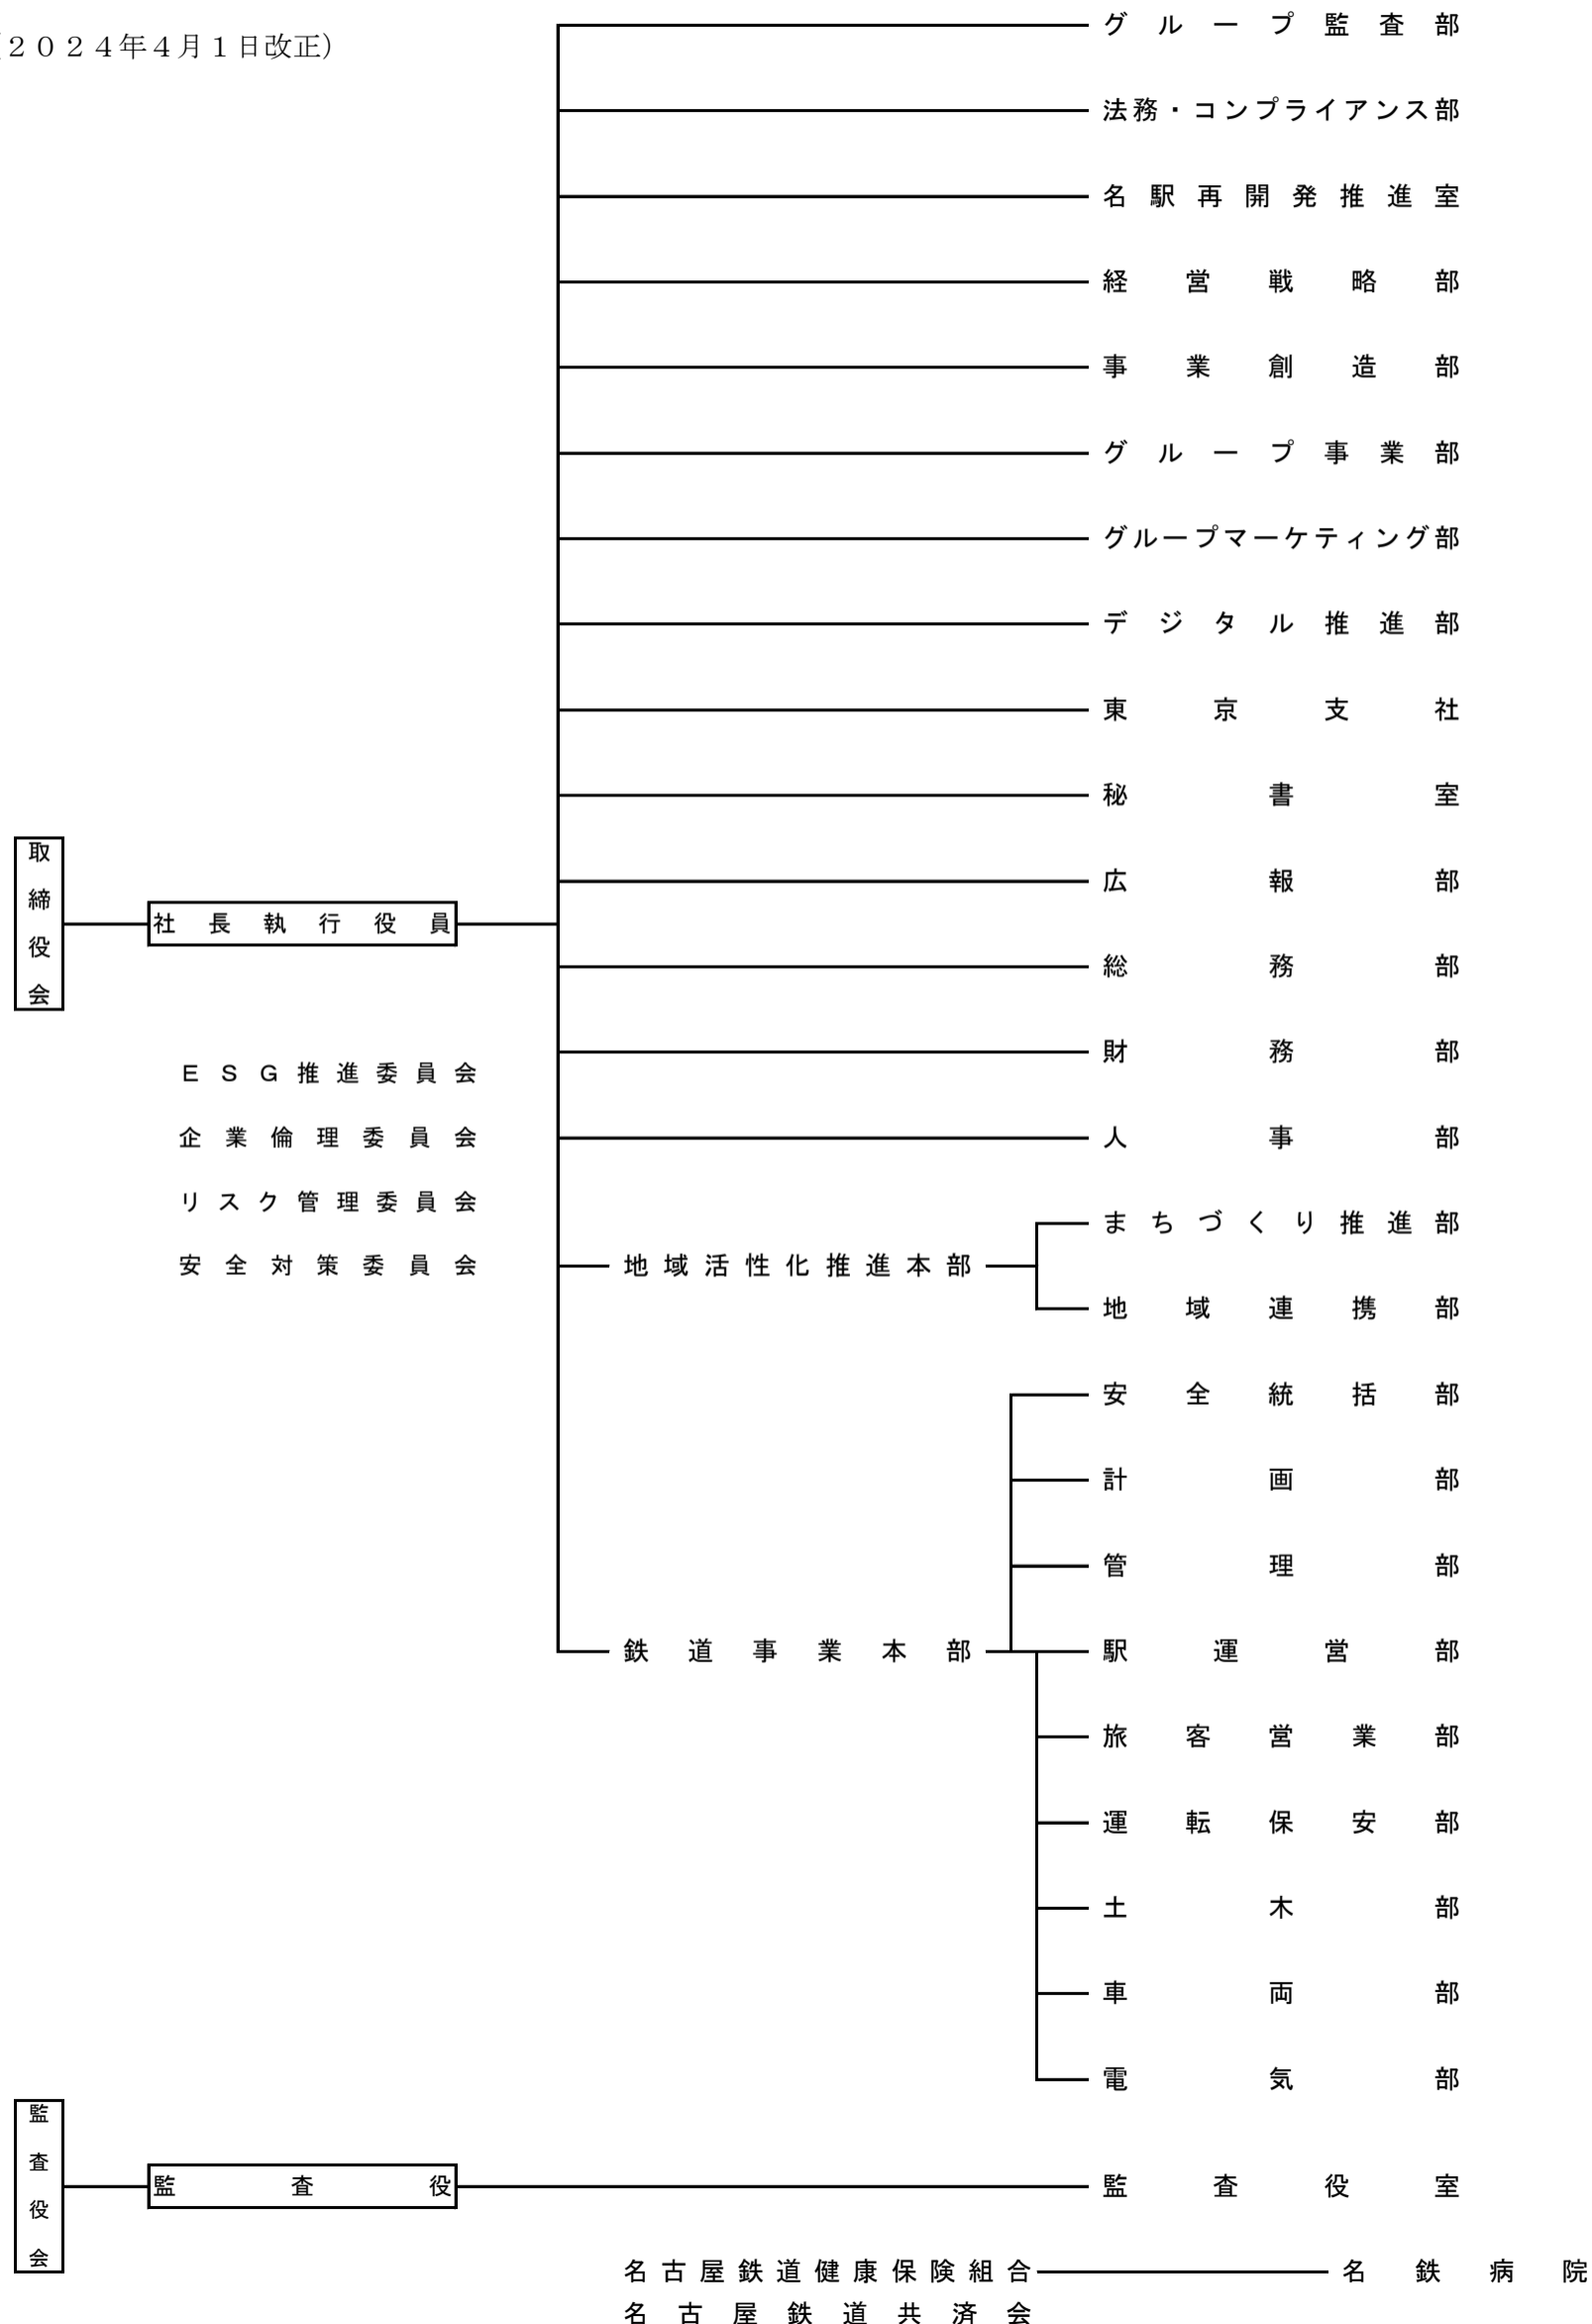 （２０２４年４月１日改正）
グループ監査部
法務・コンプライアンス部
名駅再開発推進室
経営戦略部
事業創造部
グループ事業部
グループマーケティング部
デジタル推進部
東京支社
秘書室
広報部
取締役会
社長執行役員
総務部
財務部
ＥＳＧ推進委員会
企業倫理委員会
人事部
リスク管理委員会
まちづくり推進部
安全対策委員会
地域活性化推進本部
地域連携部
安全統括部
計画部
管理部
鉄道事業本部
駅運営部
旅客営業部
運転保安部
土木部
車両部
電気部
監査役会
監査役
監査役室
名古屋鉄道健康保険組合
名鉄病院
名古屋鉄道共済会